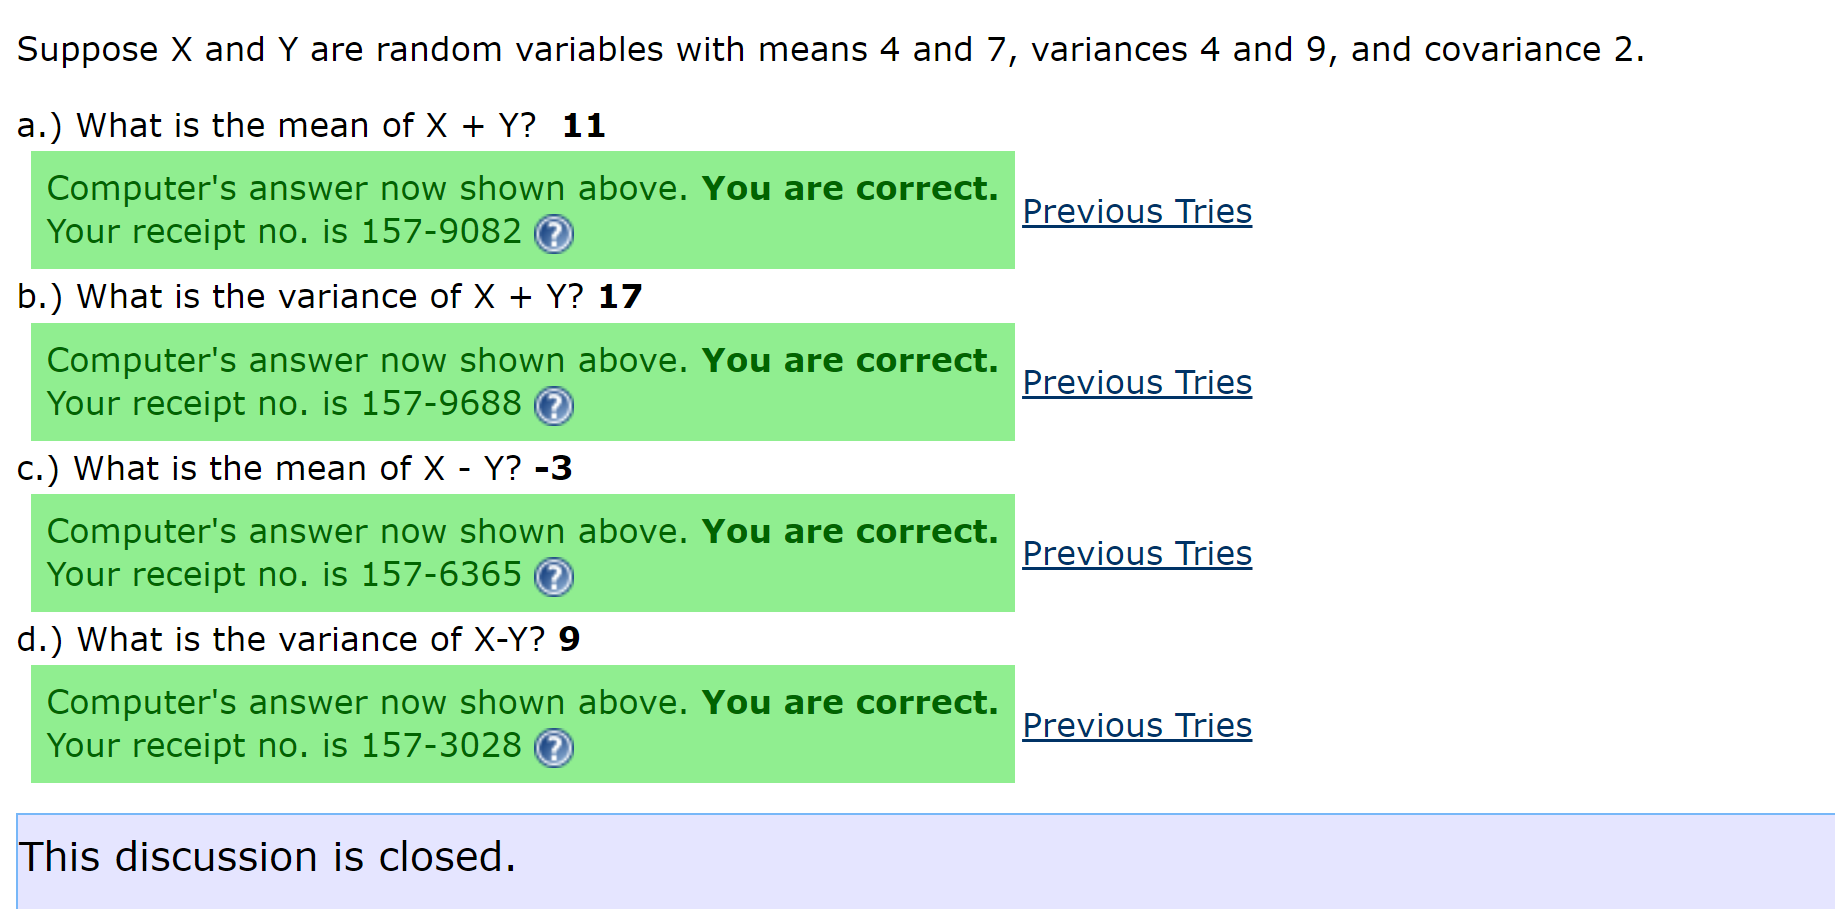 Suppose X and Y are random variables with means 4 and 7, variances 4 and 9, and covariance 2.
a.) What is the mean of X + Y? 11
Computer's answer now shown above. You are correct.
Your receipt no. is 157-9082 ?
Previous Tries
b.) What is the variance of X + Y? 17
Computer's answer now shown above. You are correct.
Your receipt no. is 157-9688 ?
Previous Tries
c.) What is the mean of X - Y? -3
Computer's answer now shown above. You are correct.
Your receipt no. is 157-6365 ?
Previous Tries
d.) What is the variance of X-Y? 9
Computer's answer now shown above. You are correct.
Your receipt no. is 157-3028 ?
Previous Tries
This discussion is closed.